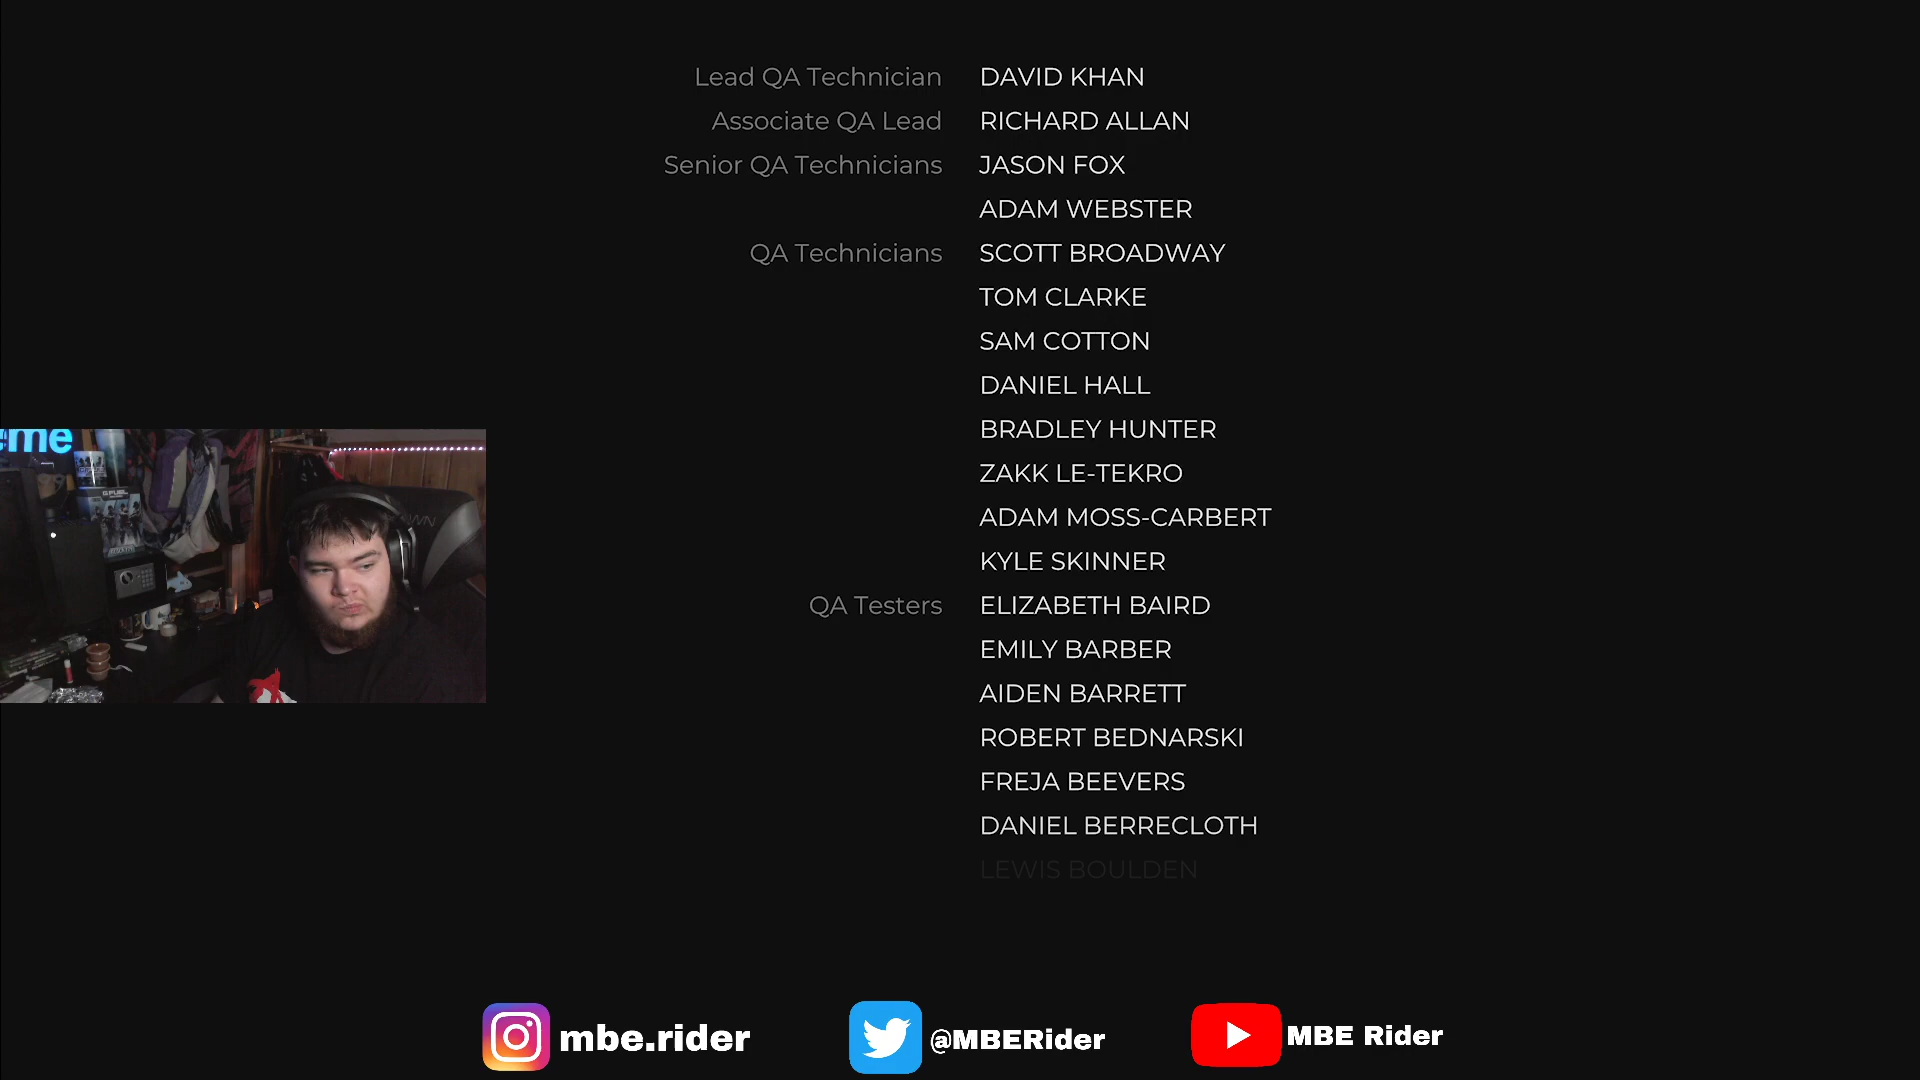 Lead QA Technician DAVID KHAN
Associate QA Lead RICHARD ALLAN
Senior QA Technicians JASON FOX
ADAM WEBSTER
QA Technicians SCOTT BROADWAY
TOM CLARKE
SAM COTTON
DANIEL HALL
BRADLEY HUNTER
ZAKK LE-TEKRO
ADAM MOSS-CARBERT
KYLE SKINNER
QA Testers ELIZABETH BAIRD
EMILY BARBER
AIDEN BARRETT
ROBERT BEDNARSKI
FREJA BEEVERS
DANIEL BERRECLOTH
LEWIS BOULDEN
eme
G FUEL
mbe.rider @MBERider MBE Rider